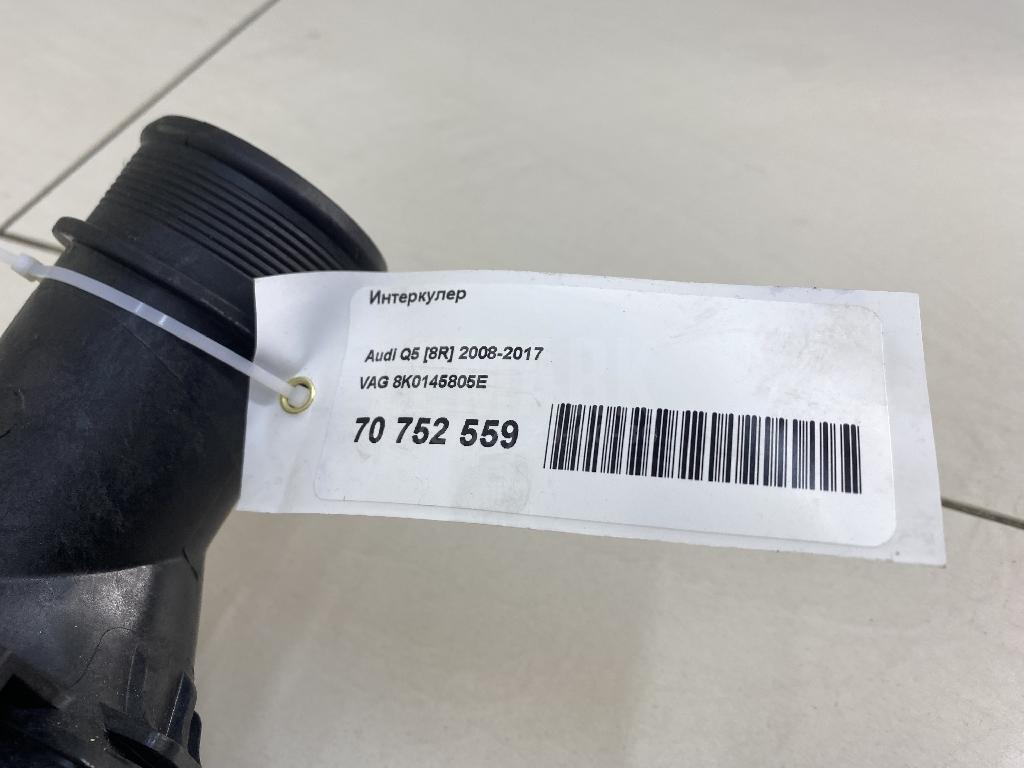 Интеркулер
Audi Q5 [8R] 2008-2017
VAG 8K0145805E
70 752 559